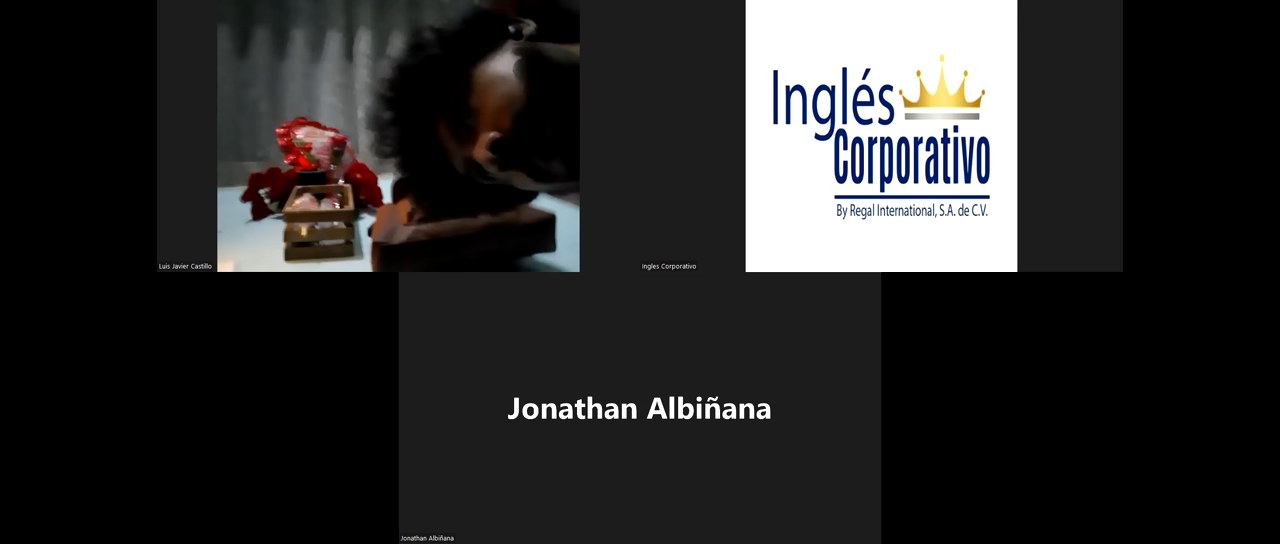 Inglés
Corporativo
By Regal International, S.A. de C.V.
Luis Javier Castillo
Ingles Corporativo
Jonathan Albiñana
Jonathan Albiñana